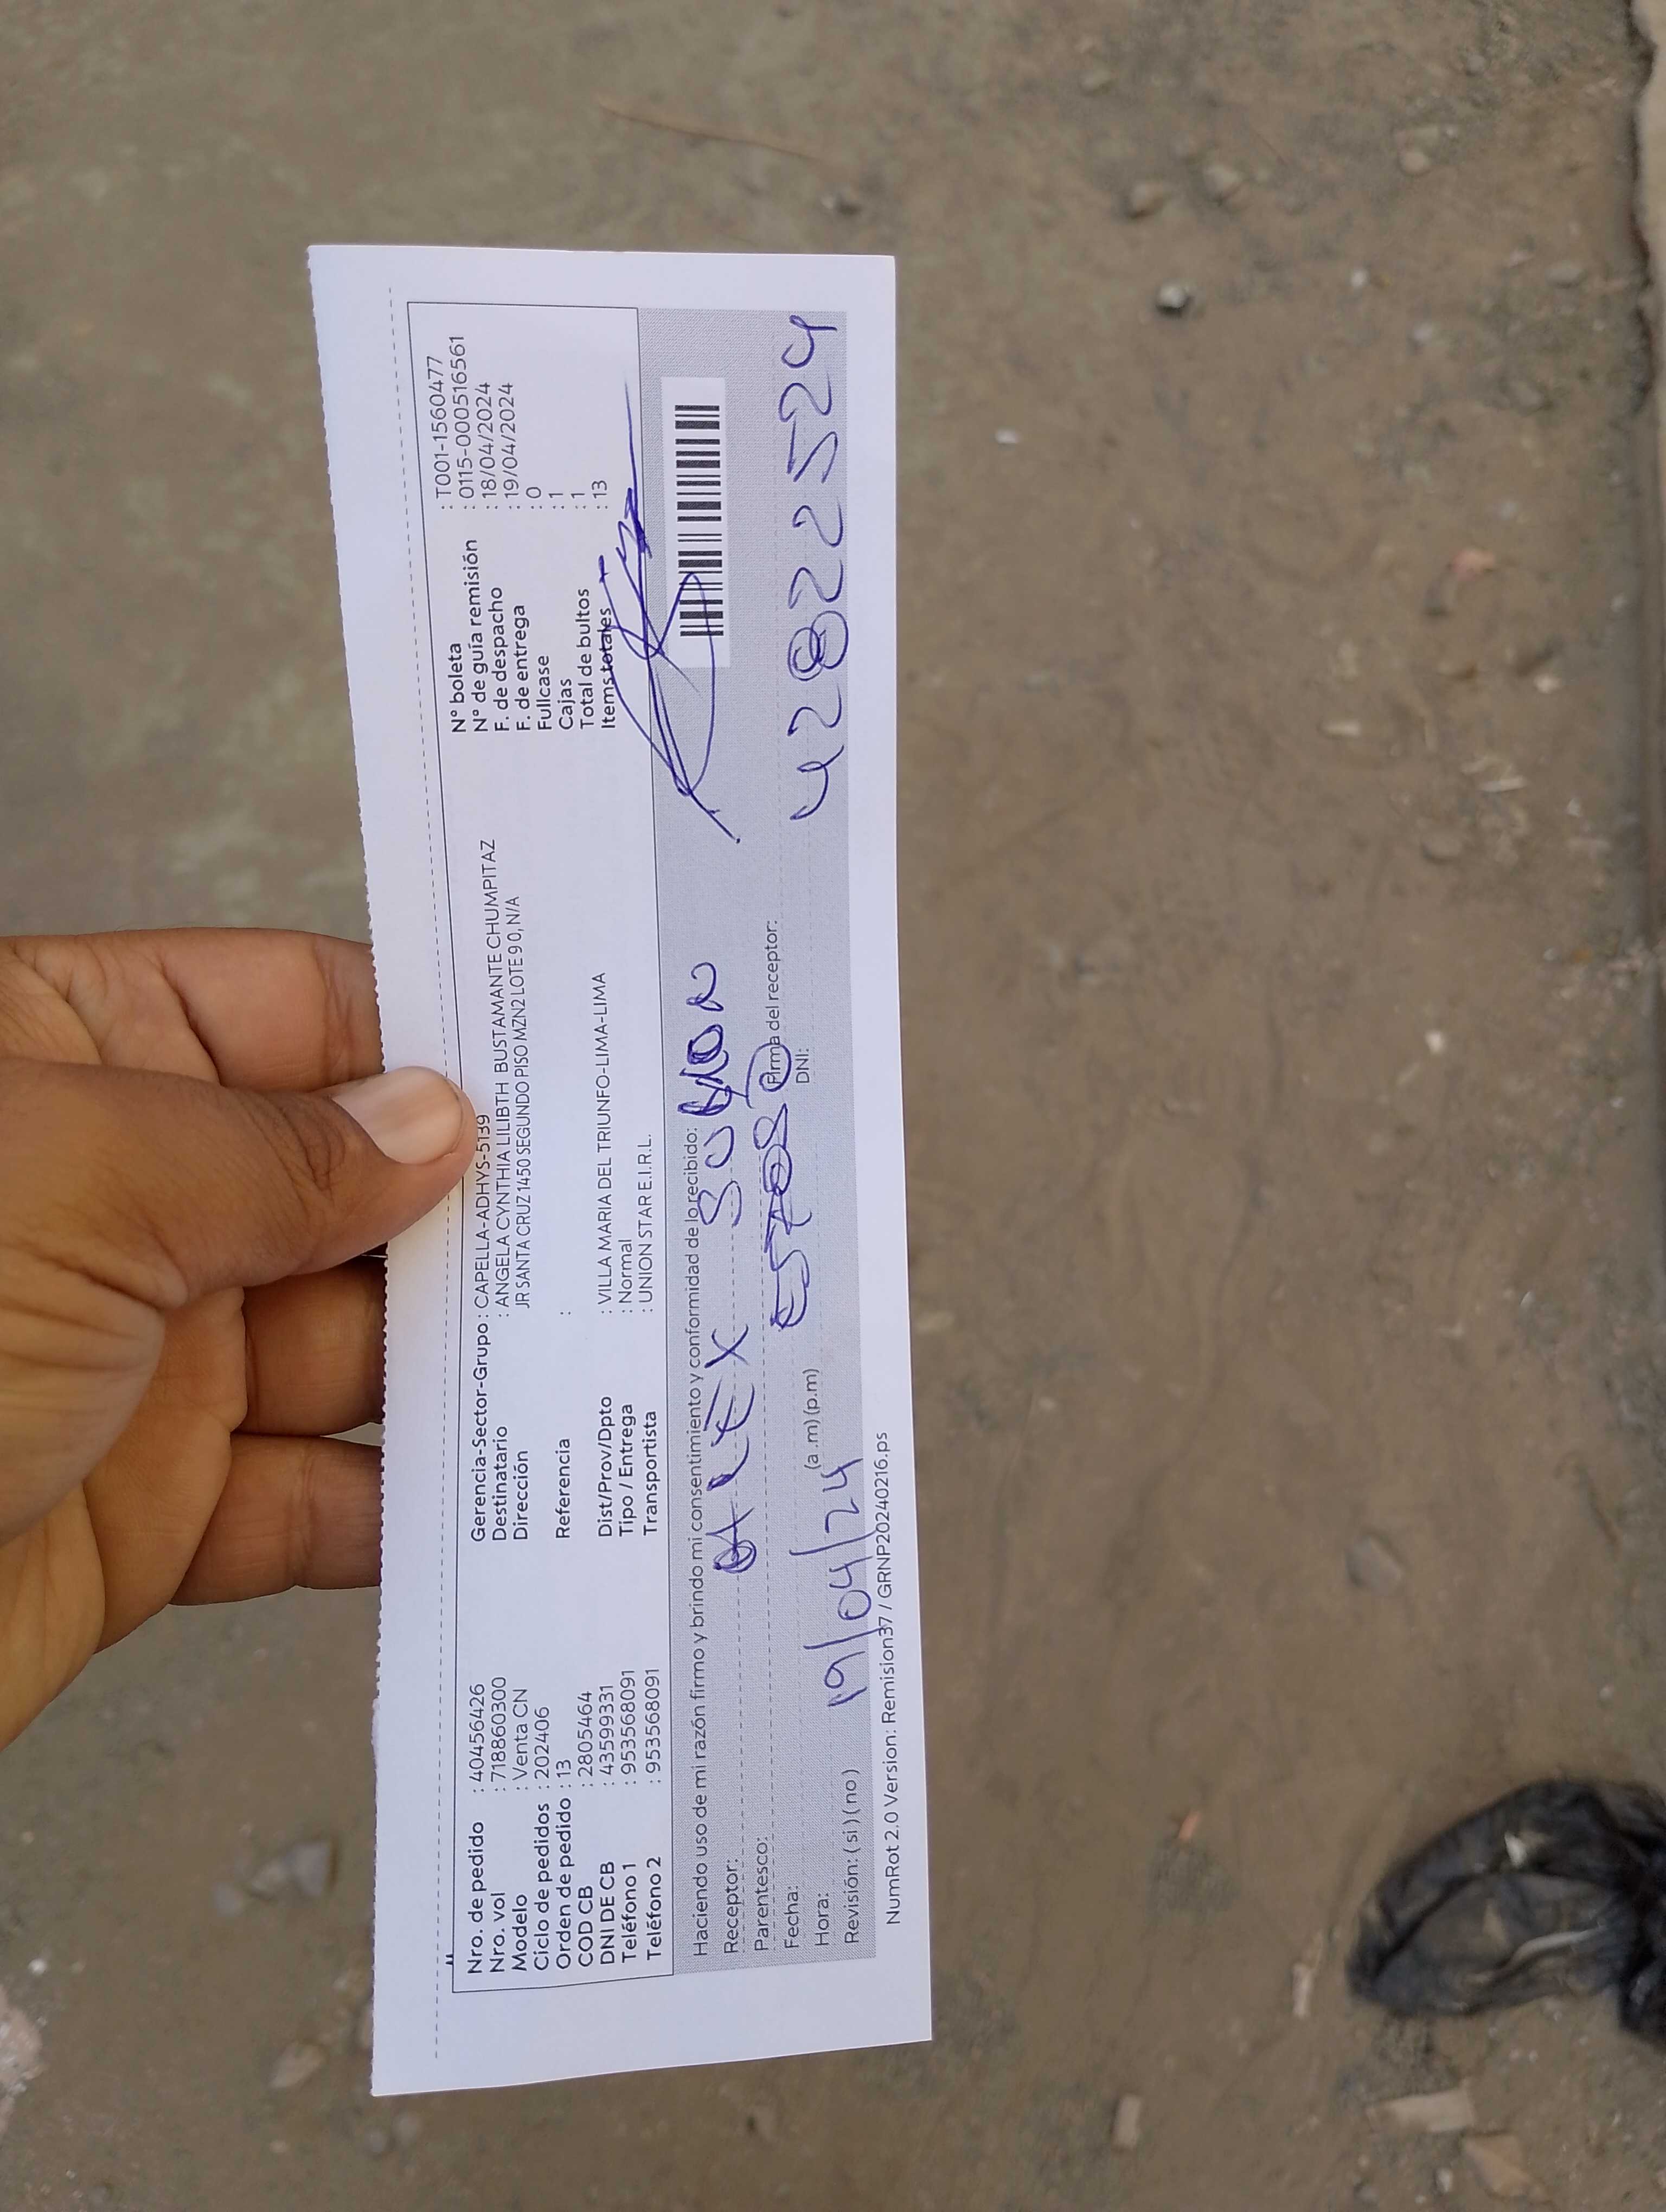 Nro. de pedido : 40456426
Nro. vol : 718860300
Modelo : Venta CN
Ciclo de pedidos : 202406
Orden de pedido : 13
COD CB : 2805464
DNI DE CB : 43599331
Teléfono 1 : 953568091
Teléfono 2 : 953568091
Gerencia-Sector-Grupo : CAPELLA-ADHYS-5139
Destinatario : ANGELA CYNTHIA LILIBTH BUSTAMANTE CHUMPITAZ
Dirección JR SANTA CRUZ 1450 SEGUNDO PISO MZN2 LOTE 9 0, N/A
Referencia :
Dist/Prov/Dpto : VILLA MARIA DEL TRIUNFO-LIMA-LIMA
Tipo / Entrega : Normal
Transportista : UNION STAR E.I.R.L.
N° boleta : T001-1560477
N° de guía remisión : 0115-000516561
F. de despacho : 18/04/2024
F. de entrega : 19/04/2024
Fullcase : 0
Cajas : 1
Total de bultos : 1
Items totales : 13
Haciendo uso de mi razón firmo y brindo mi consentimiento y conformidad de lo recibido:
Receptor: ALEX
Parentesco:
Firma del receptor:
Fecha: 19/04/24
DNI: 42822524
Hora: (a.m) (p.m)
Revisión: ( si ) ( no )
NumRot 2.0 Version: Remision37 / GRNP20240216.ps